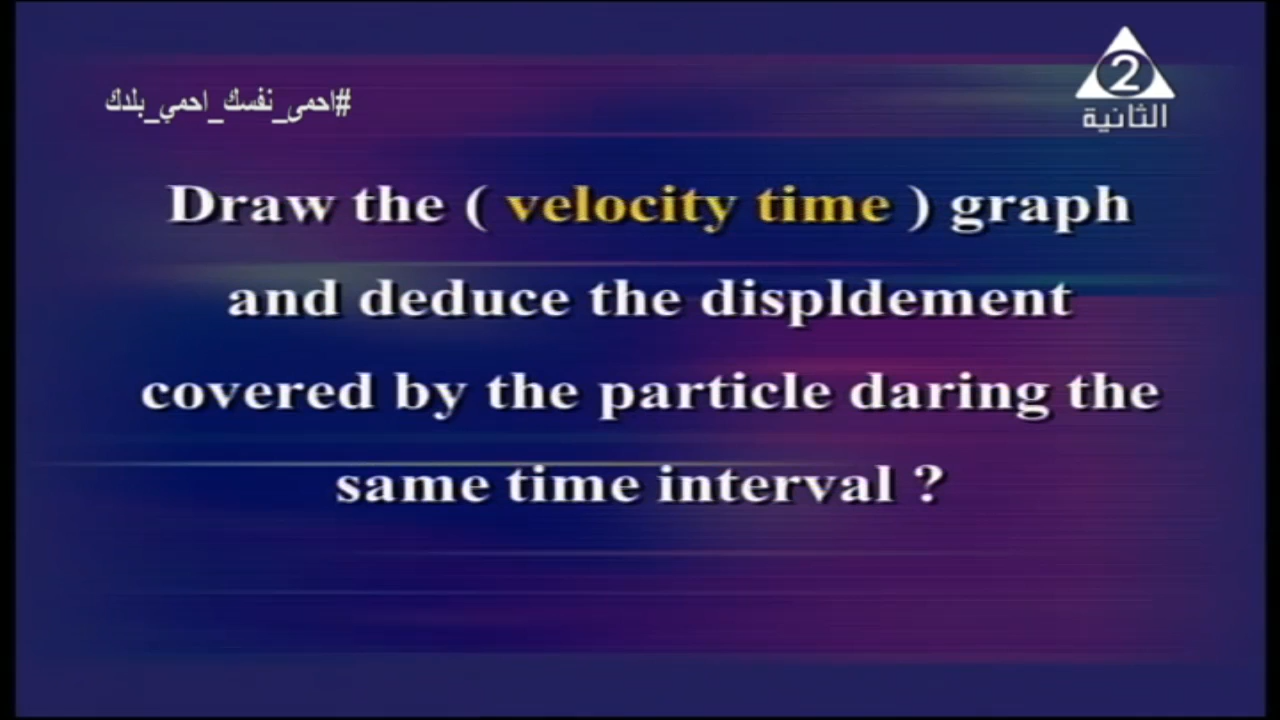 #احمى_نفسك_احمي_بلدك
2
الثانية
Draw the ( velocity time ) graph
and deduce the displdement
covered by the particle daring the
same time interval ?